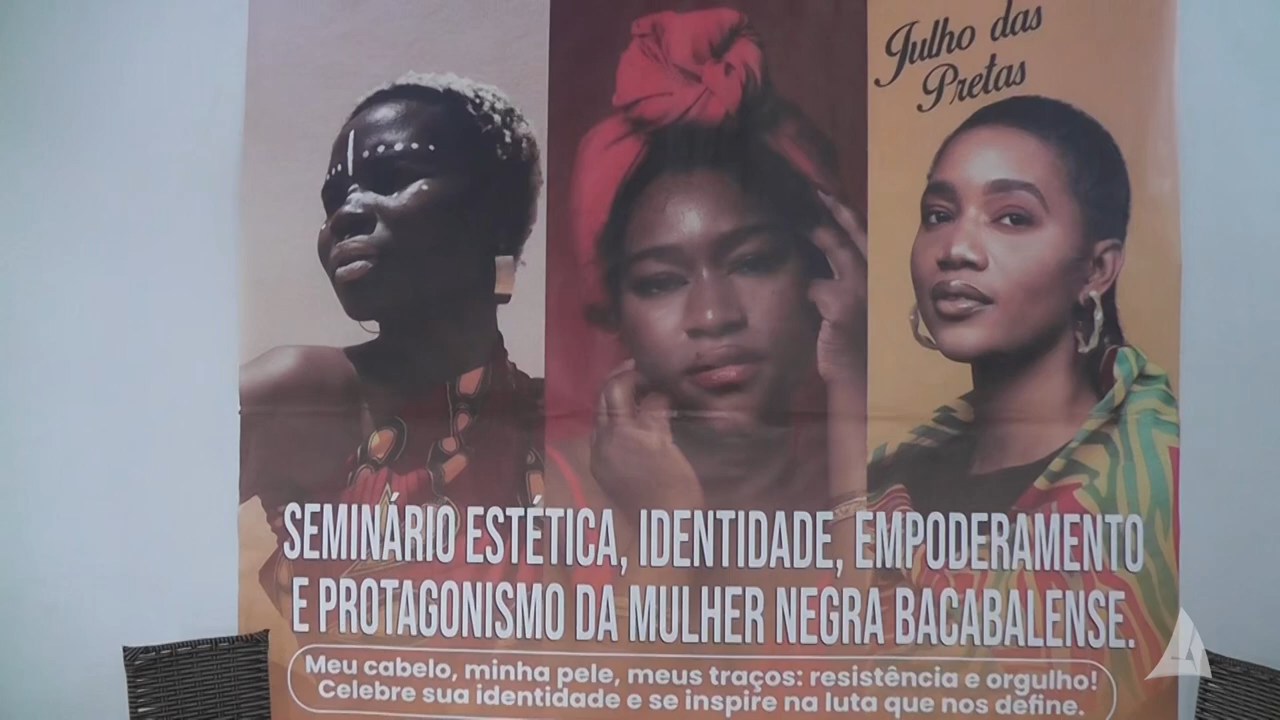 Julho das
Pretas
SEMINÁRIO ESTÉTICA, IDENTIDADE, EMPODERAMENTO
E PROTAGONISMO DA MULHER NEGRA BACABALENSE.
Meu cabelo, minha pele, meus traços: resistência e orgulho!
Celebre sua identidade e se inspire na luta que nos define.